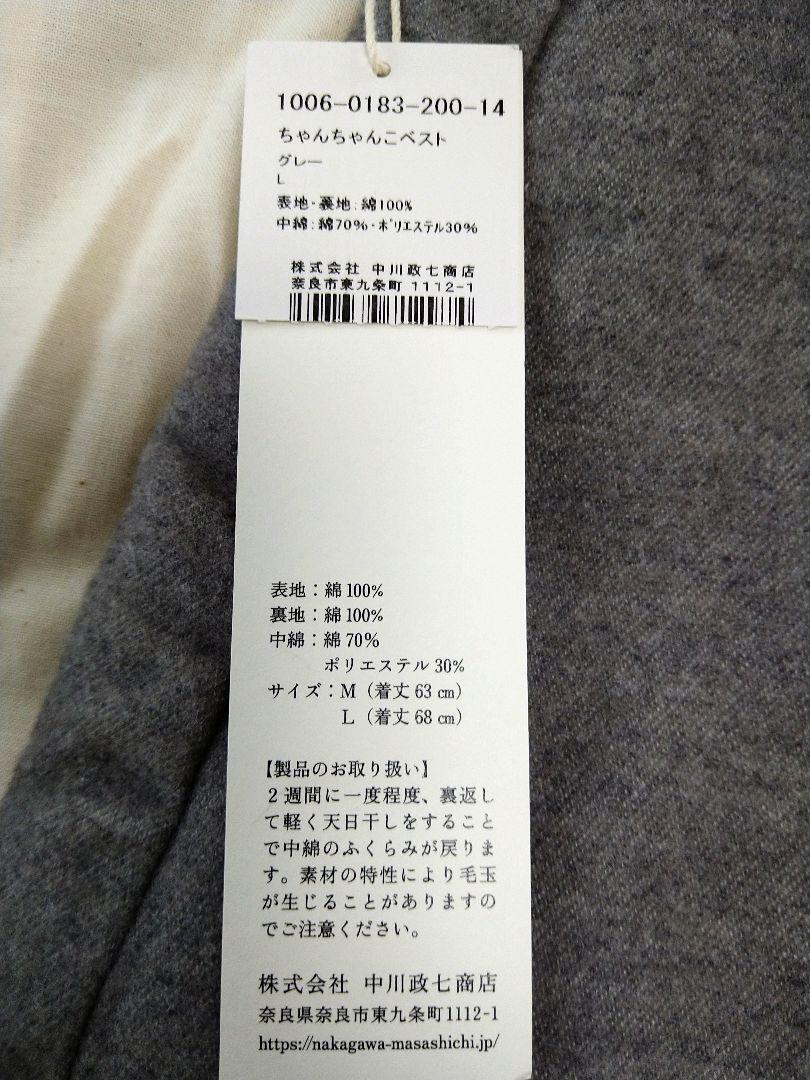 1006-0183-200-14
ちゃんちゃんこベスト
グレー
L
表地・裏地:綿100%
中綿:綿70%・ポリエステル30%
株式会社 中川政七商店
奈良市東九条町 1112-1
表地:綿100%
裏地:綿100%
中綿:綿70%
ポリエステル30%
サイズ:M(着丈63㎝)
L(着丈68㎝)
【製品のお取り扱い】
2週間に一度程度、裏返し
て軽く天日干しをすること
で中綿のふくらみが戻りま
す。素材の特性により毛玉
が生じることがありますの
でご注意ください。
株式会社 中川政七商店
奈良県奈良市東九条町1112-1
https://nakagawa-masashichi.jp/